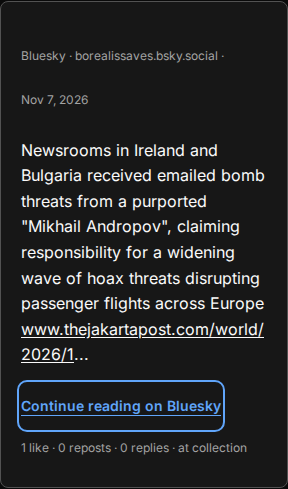 Bluesky · borealissaves.bsky.social ·
Nov 7, 2026
Newsrooms in Ireland and
Bulgaria received emailed bomb
threats from a purported
"Mikhail Andropov", claiming
responsibility for a widening
wave of hoax threats disrupting
passenger flights across Europe
www.thejakartapost.com/world/
2026/1...
Continue reading on Bluesky
1 like · 0 reposts · 0 replies · at collection